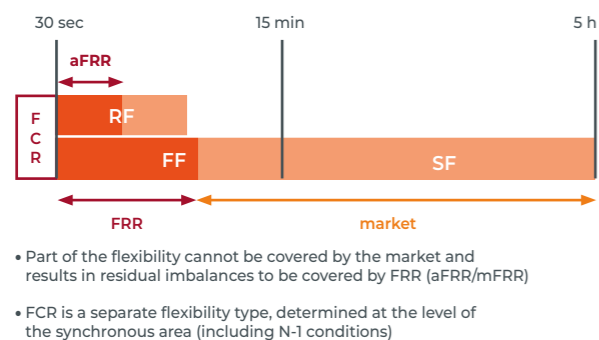 30 sec
15 min
5 h
aFRR
F
C
R
RF
FF
SF
FRR
market
• Part of the flexibility cannot be covered by the market and
results in residual imbalances to be covered by FRR (aFRR/mFRR)
• FCR is a separate flexibility type, determined at the level of
the synchronous area (including N-1 conditions)